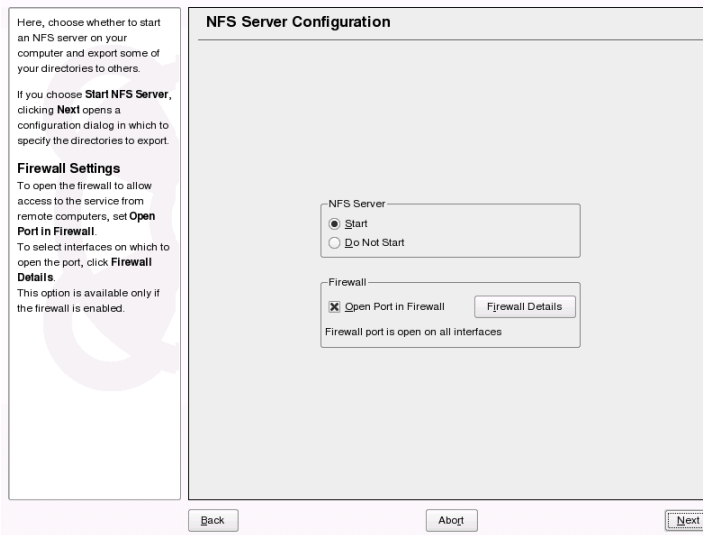 Here, choose whether to start
an NFS server on your
computer and export some of
your directories to others.
If you choose Start NFS Server,
clicking Next opens a
configuration dialog in which to
specify the directories to export.
Firewall Settings
To open the firewall to allow
access to the service from
remote computers, set Open
Port in Firewall.
To select interfaces on which to
open the port, click Firewall
Details.
This option is available only if
the firewall is enabled.
NFS Server Configuration
NFS Server
Start
Do Not Start
Firewall
Open Port in Firewall
Firewall Details
Firewall port is open on all interfaces
Back
Abort
Next